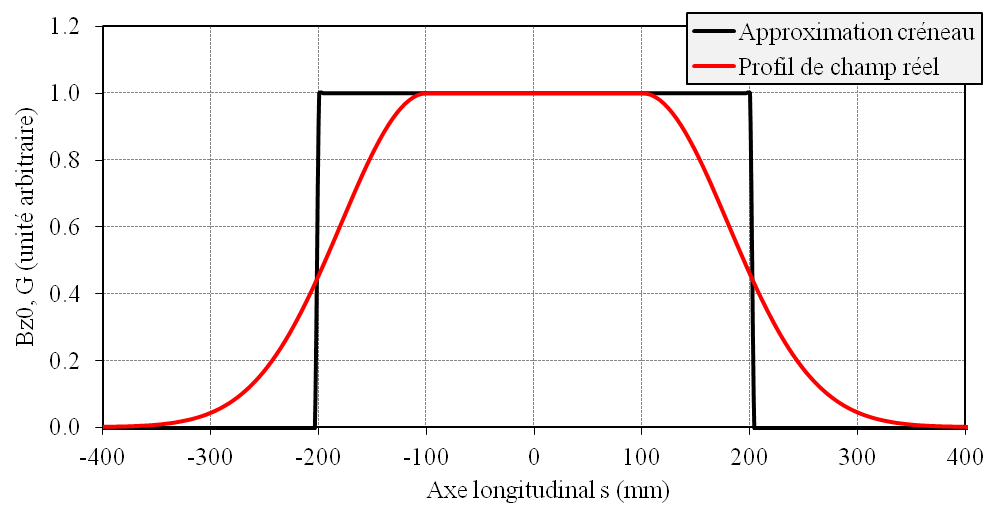 Approximation créneau
Profil de champ réel
Bz0, G (unité arbitraire)
1.2
1.0
0.8
0.6
0.4
0.2
0.0
-400 -300 -200 -100 0 100 200 300 400
Axe longitudinal s (mm)